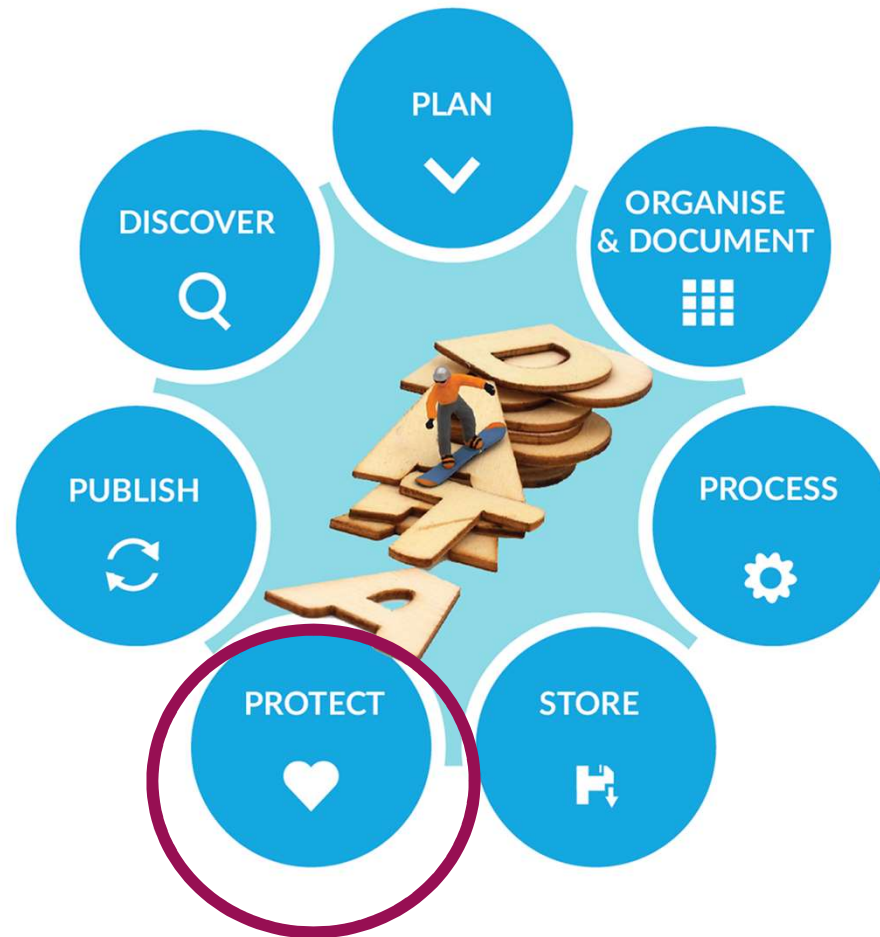 PLAN
ORGANISE
& DOCUMENT
PROCESS
STORE
PROTECT
PUBLISH
DISCOVER
D
A
T
A